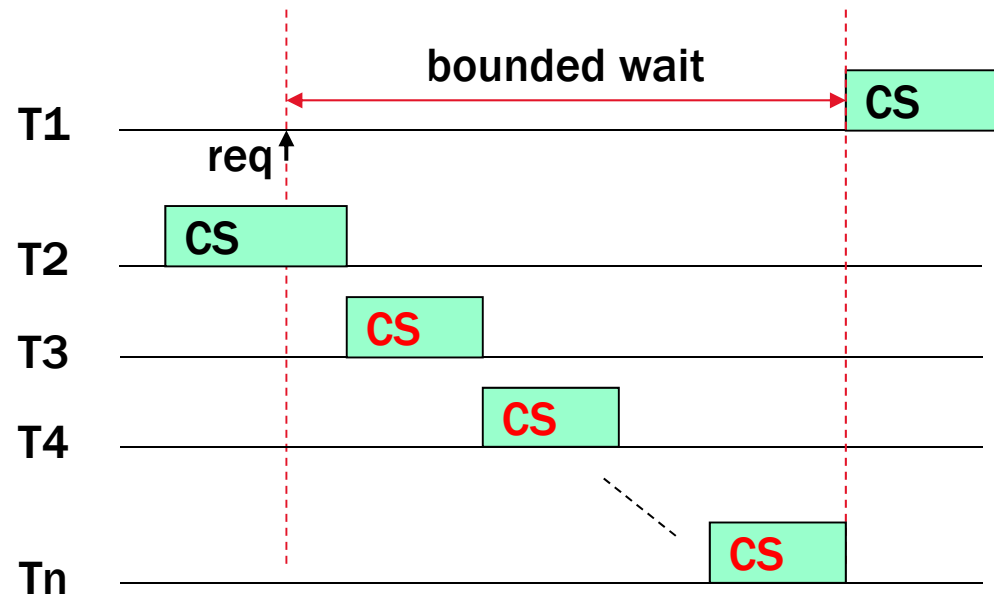 bounded wait
T1 CS
req
T2 CS
T3 CS
T4 CS
Tn CS